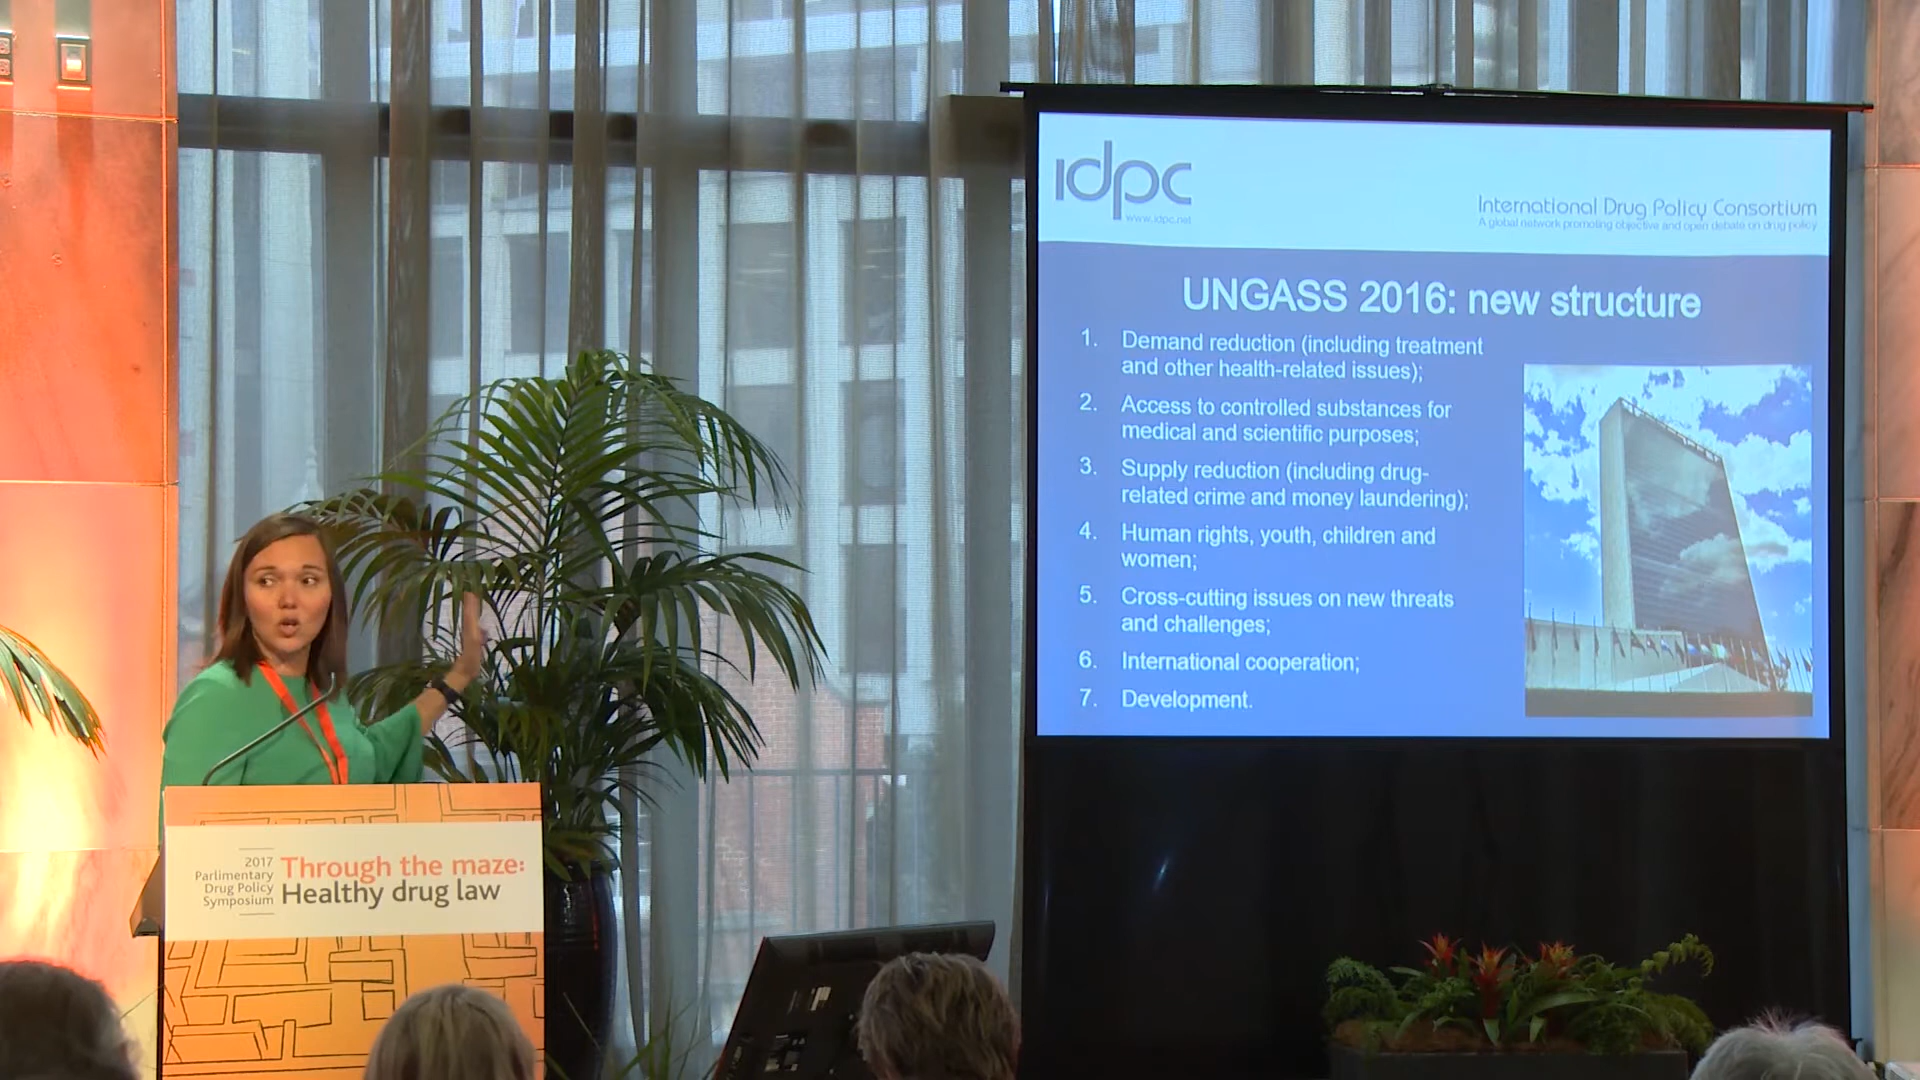 idpc
www.idpc.net
International Drug Policy Consortium
A global network promoting objective and open debate on drug policy
UNGASS 2016: new structure
1. Demand reduction (including treatment
and other health-related issues);
2. Access to controlled substances for
medical and scientific purposes;
3. Supply reduction (including drug-
related crime and money laundering);
4. Human rights, youth, children and
women;
5. Cross-cutting issues on new threats
and challenges;
6. International cooperation;
7. Development.
2017
Parlimentary
Drug Policy
Symposium
Through the maze:
Healthy drug law